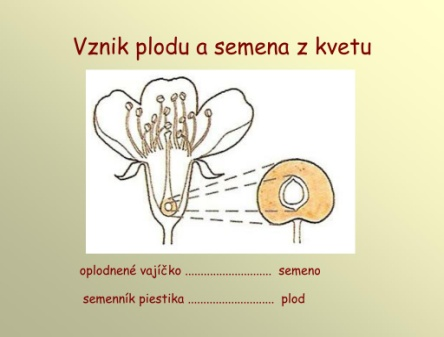 Vznik plodu a semena z kvetu
oplodnené vajíčko ............................ semeno
semenník piestika ............................ plod